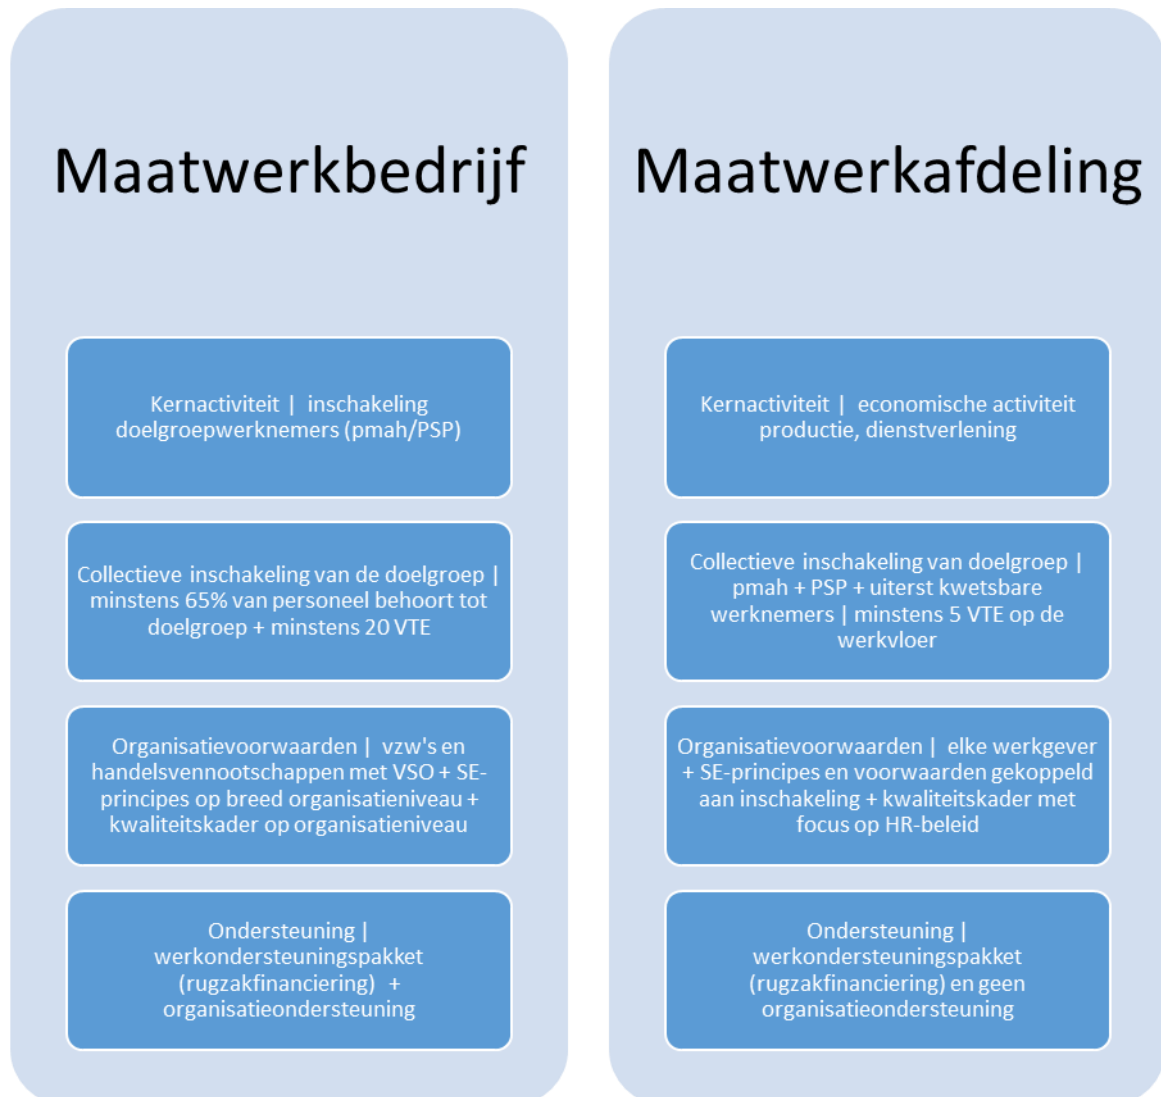 Maatwerkbedrijf
Kernactiviteit | inschakeling
doelgroepwerknemers (pmah/PSP)
Collectieve inschakeling van de doelgroep |
minstens 65% van personeel behoort tot
doelgroep + minstens 20 VTE
Organisatievoorwaarden | vzw's en
handelsvennootschappen met VSO + SE-
principes op breed organisatieniveau +
kwaliteitskader op organisatieniveau
Ondersteuning |
werkondersteuningspakket
(rugzakfinanciering) +
organisatieondersteuning
Maatwerkafdeling
Kernactiviteit | economische activiteit
productie, dienstverlening
Collectieve inschakeling van doelgroep |
pmah + PSP + uiterst kwetsbare
werknemers | minstens 5 VTE op de
werkvloer
Organisatievoorwaarden | elke werkgever
+ SE-principes en voorwaarden gekoppeld
aan inschakeling + kwaliteitskader met
focus op HR-beleid
Ondersteuning |
werkondersteuningspakket
(rugzakfinanciering) en geen
organisatieondersteuning